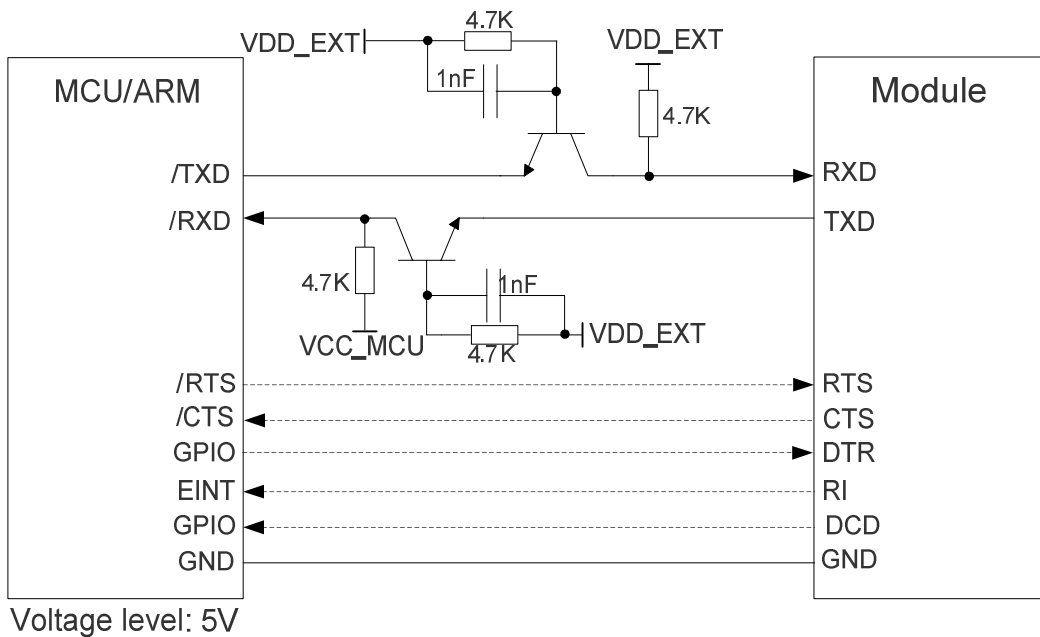 4.7K
VDD_EXT
VDD_EXT
1nF
MCU/ARM
Module
4.7K
/TXD
RXD
/RXD
TXD
4.7K
1nF
VCC_MCU
VDD_EXT
4.7K
/RTS
RTS
/CTS
CTS
GPIO
DTR
EINT
RI
GPIO
DCD
GND
GND
Voltage level: 5V